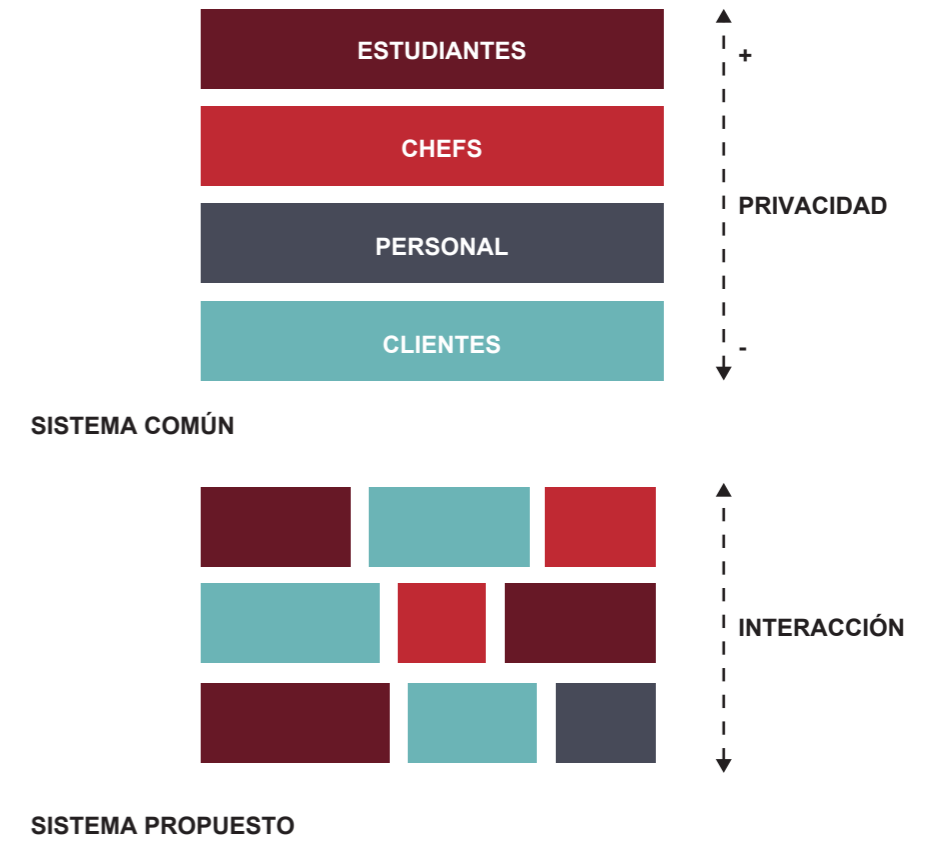 ESTUDIANTES
+
CHEFS
PRIVACIDAD
PERSONAL
CLIENTES
-
SISTEMA COMÚN
INTERACCIÓN
SISTEMA PROPUESTO